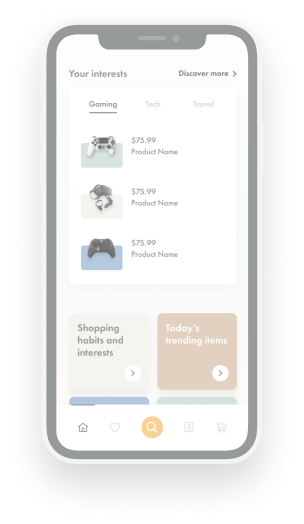 Your interests
Discover more
Gaming
Tech
Travel
$75.99
Product Name
$75.99
Product Name
$75.99
Product Name
Shopping
habits and
interests
Today's
trending items